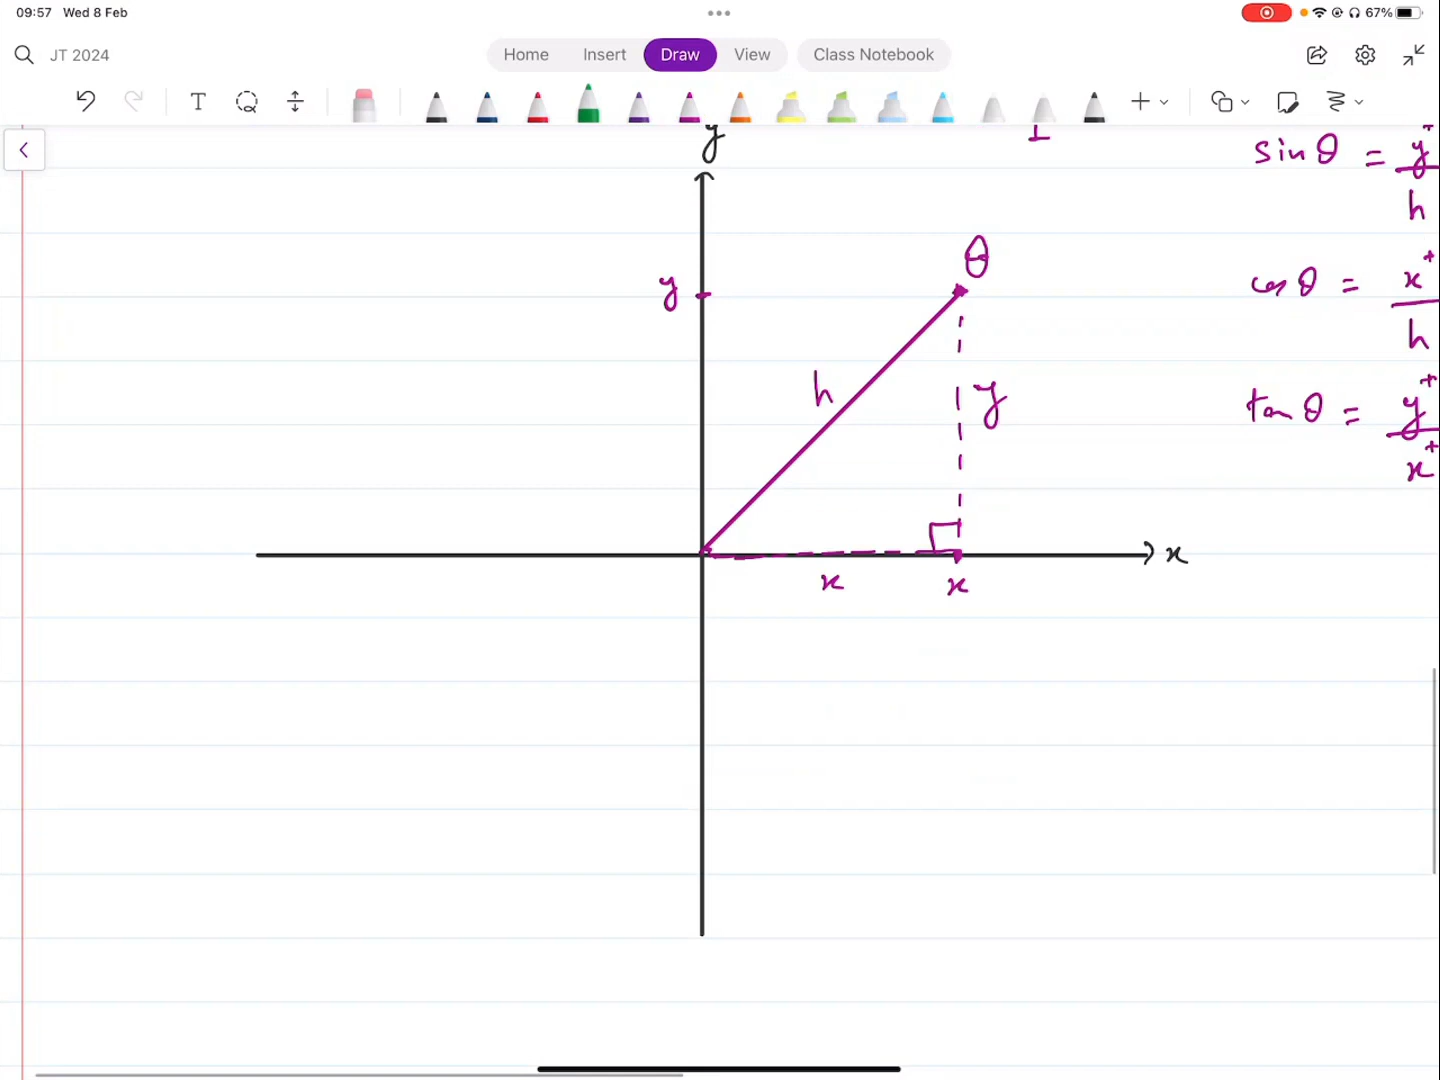 09:57 Wed 8 Feb
67%
JT 2024
Home Insert Draw View Class Notebook
T
y
I
sin θ = y⁺/h
θ
y
cos θ = x⁺/h
h
y
tan θ = y⁺/x⁺
x
x x